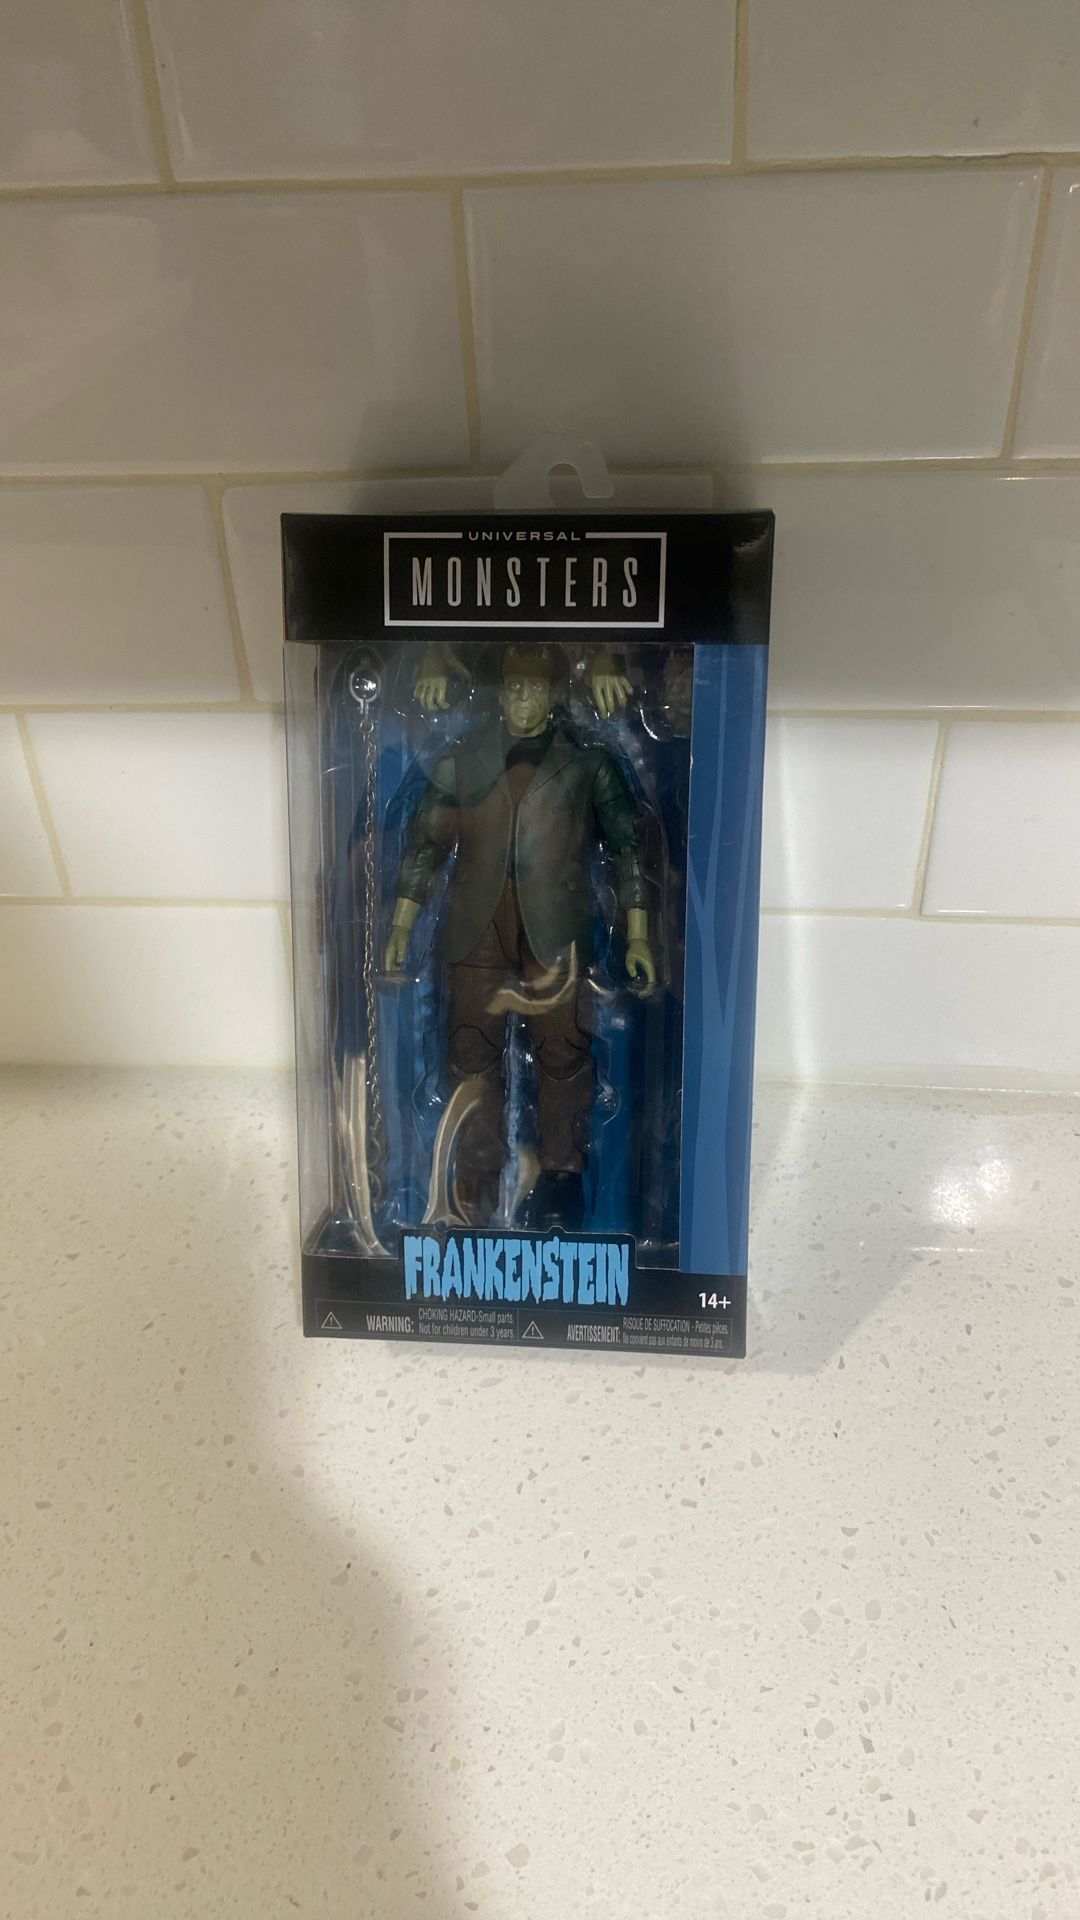 UNIVERSAL
MONSTERS
FRANKENSTEIN
14+
WARNING: CHOKING HAZARD-Small parts.
Not for children under 3 years.
AVERTISSEMENT: RISQUE DE SUFFOCATION - Petites pièces.
Ne convient pas aux enfants de moins de 3 ans.